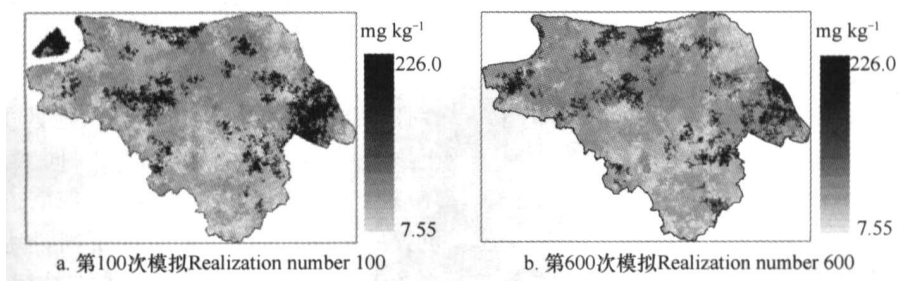 mg kg⁻¹
226.0
7.55
a. 第100次模拟Realization number 100
mg kg⁻¹
226.0
7.55
b. 第600次模拟Realization number 600